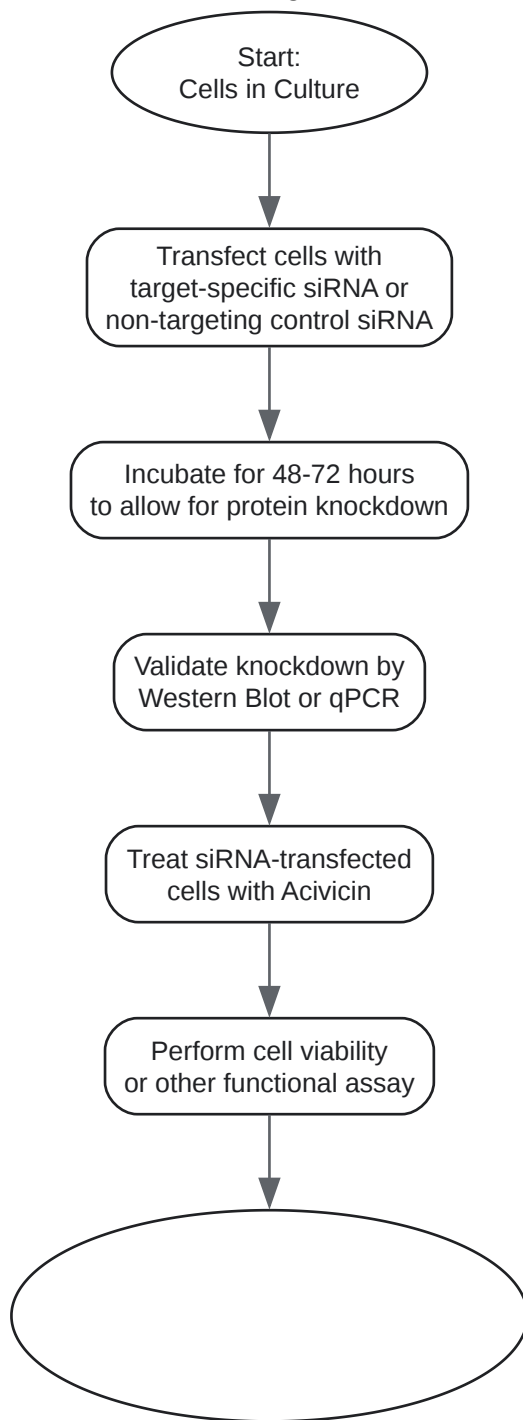 Start:
Cells in Culture
Transfect cells with
target-specific siRNA or
non-targeting control siRNA
Incubate for 48-72 hours
to allow for protein knockdown
Validate knockdown by
Western Blot or qPCR
Treat siRNA-transfected
cells with Acivicin
Perform cell viability
or other functional assay